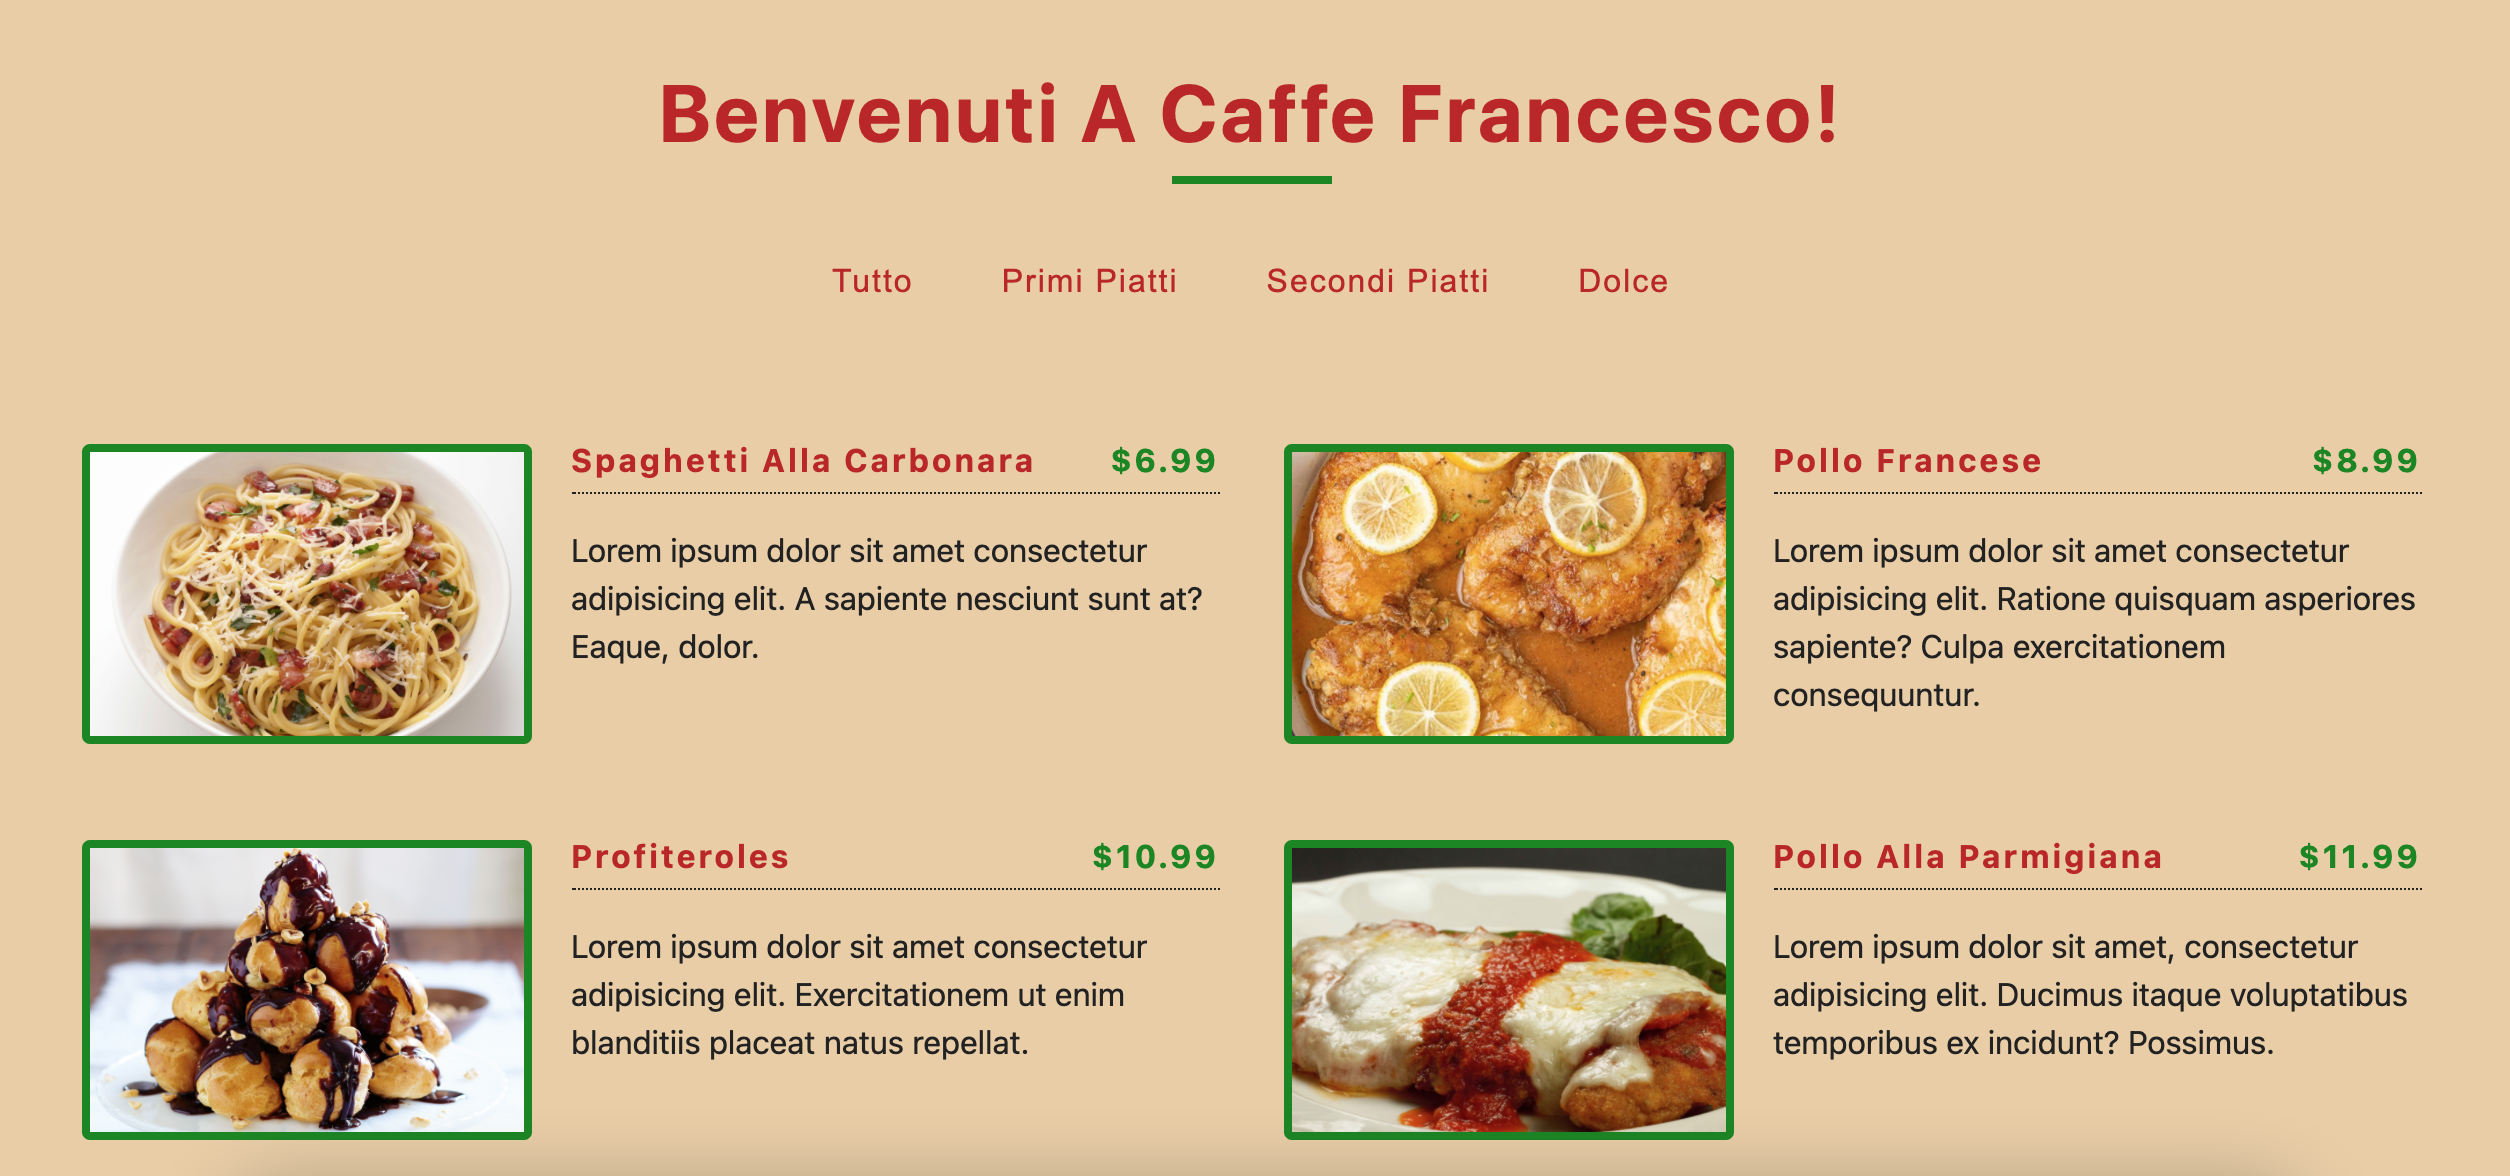 Benvenuti A Caffe Francesco!
Tutto Primi Piatti Secondi Piatti Dolce
Spaghetti Alla Carbonara $6.99
Lorem ipsum dolor sit amet consectetur
adipisicing elit. A sapiente nesciunt sunt at?
Eaque, dolor.
Pollo Francese $8.99
Lorem ipsum dolor sit amet consectetur
adipisicing elit. Ratione quisquam asperiores
sapiente? Culpa exercitationem
consequuntur.
Profiteroles $10.99
Lorem ipsum dolor sit amet consectetur
adipisicing elit. Exercitationem ut enim
blanditiis placeat natus repellat.
Pollo Alla Parmigiana $11.99
Lorem ipsum dolor sit amet, consectetur
adipisicing elit. Ducimus itaque voluptatibus
temporibus ex incidunt? Possimus.